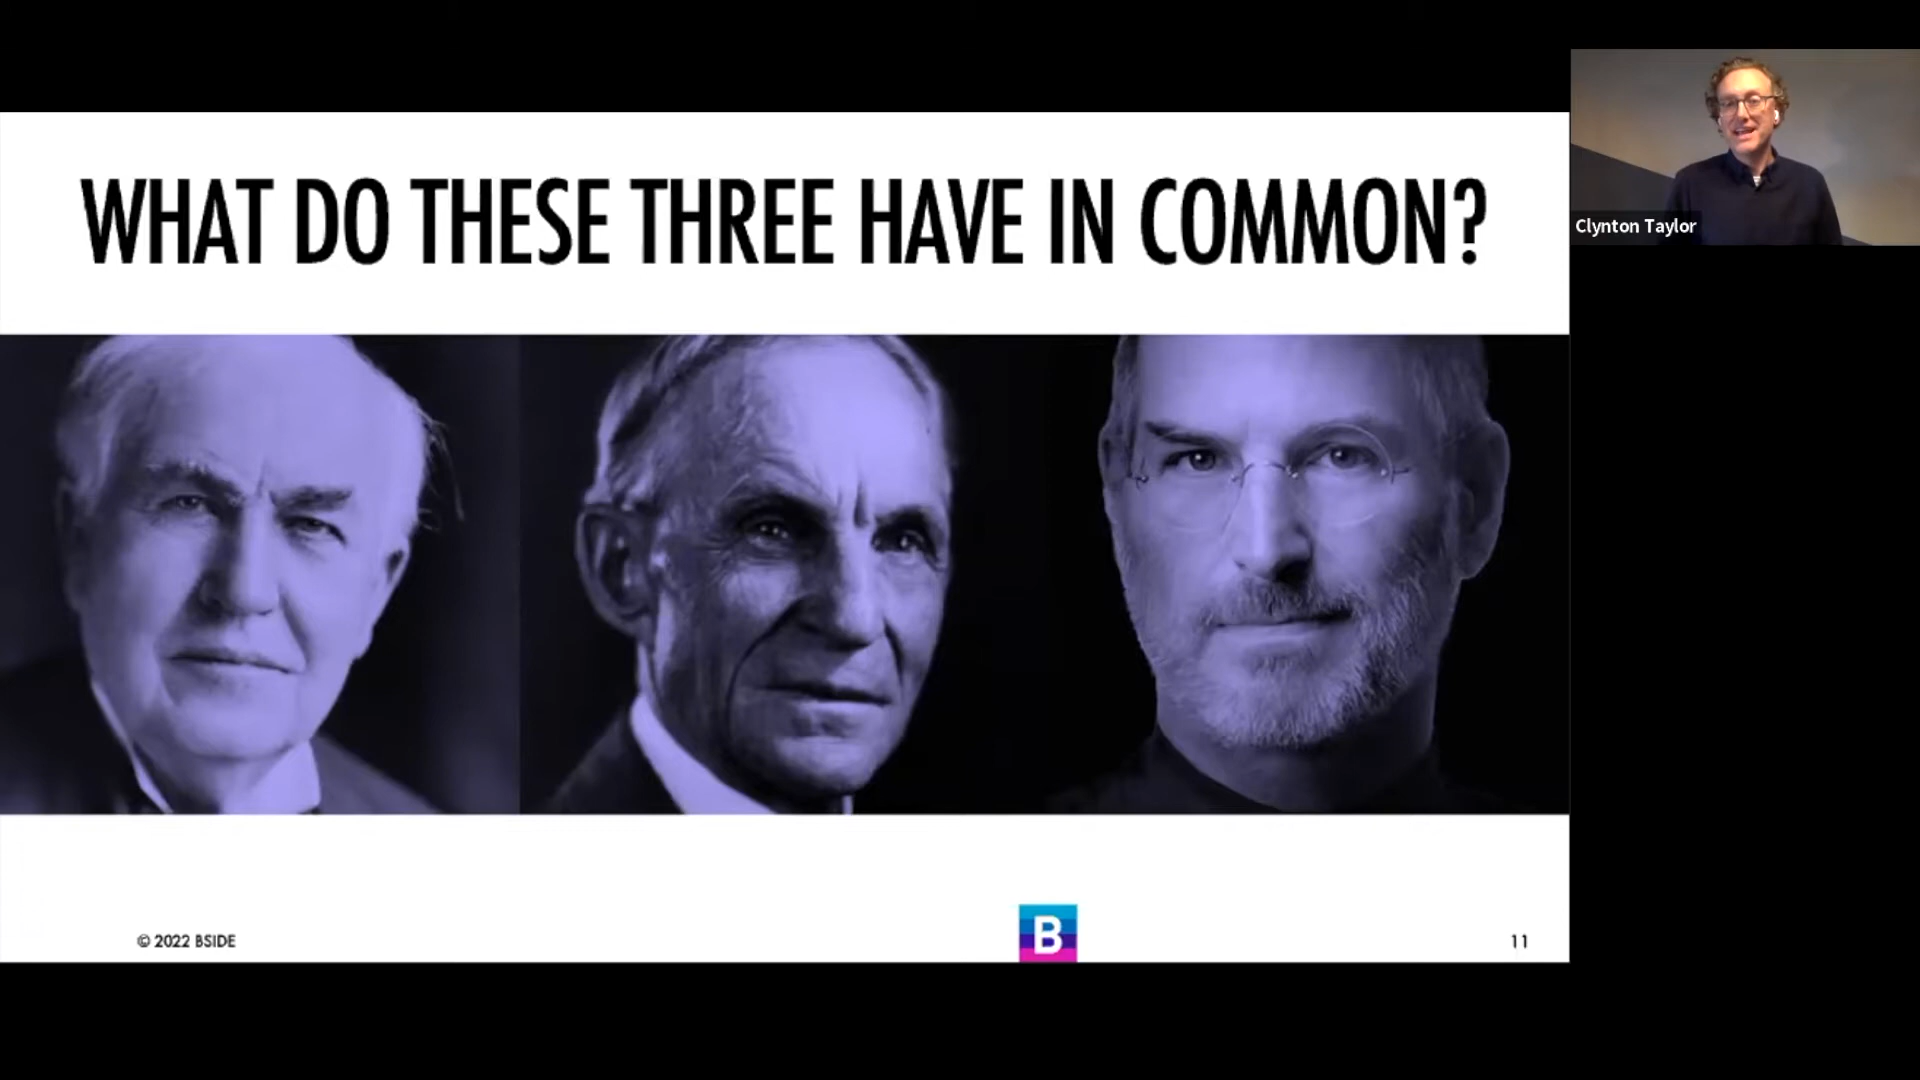 WHAT DO THESE THREE HAVE IN COMMON?
Clynton Taylor
© 2022 BSIDE
B
11